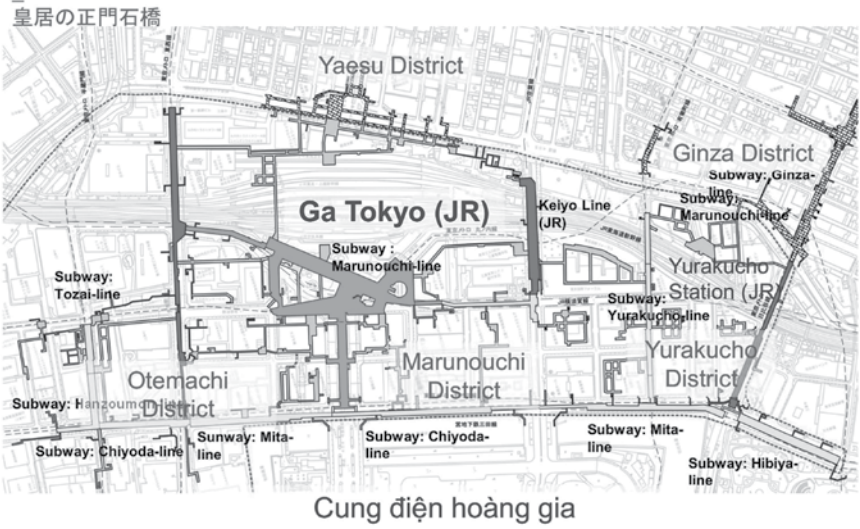 皇居の正門石橋
Yaesu District
Ginza District
Subway: Ginza-
line
Subway:
Marunouchi-line
Ga Tokyo (JR)
Keiyo Line
(JR)
Subway :
Marunouchi-line
Subway:
Tozai-line
Yurakucho
Station (JR)
Subway:
Yurakucho-line
Marunouchi
District
Yurakucho
District
Otemachi
District
Subway: Hanzoumo
Subway: Chiyoda-line
Sunway: Mita-
line
Subway: Chiyoda-
line
Subway: Mita-
line
Subway: Hibiya-
line
Cung điện hoàng gia